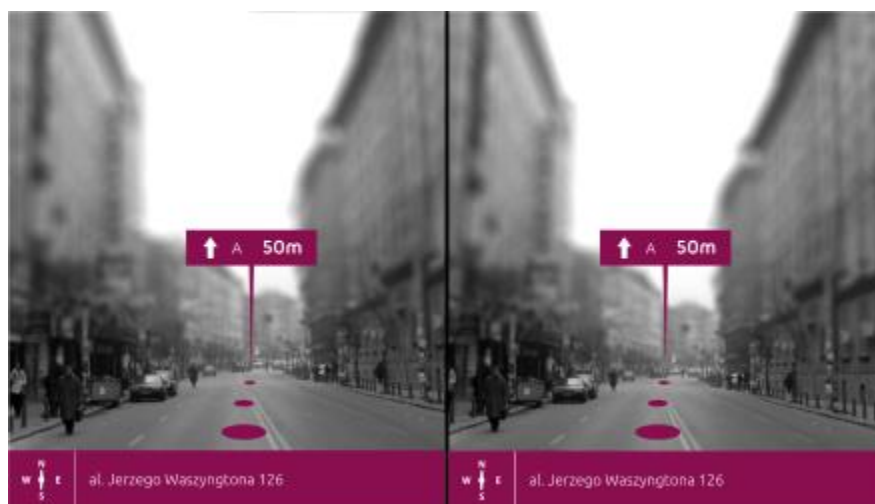 A 50m
A 50m
N
W E
S
al. Jerzego Waszyngtona 126
N
W E
S
al. Jerzego Waszyngtona 126